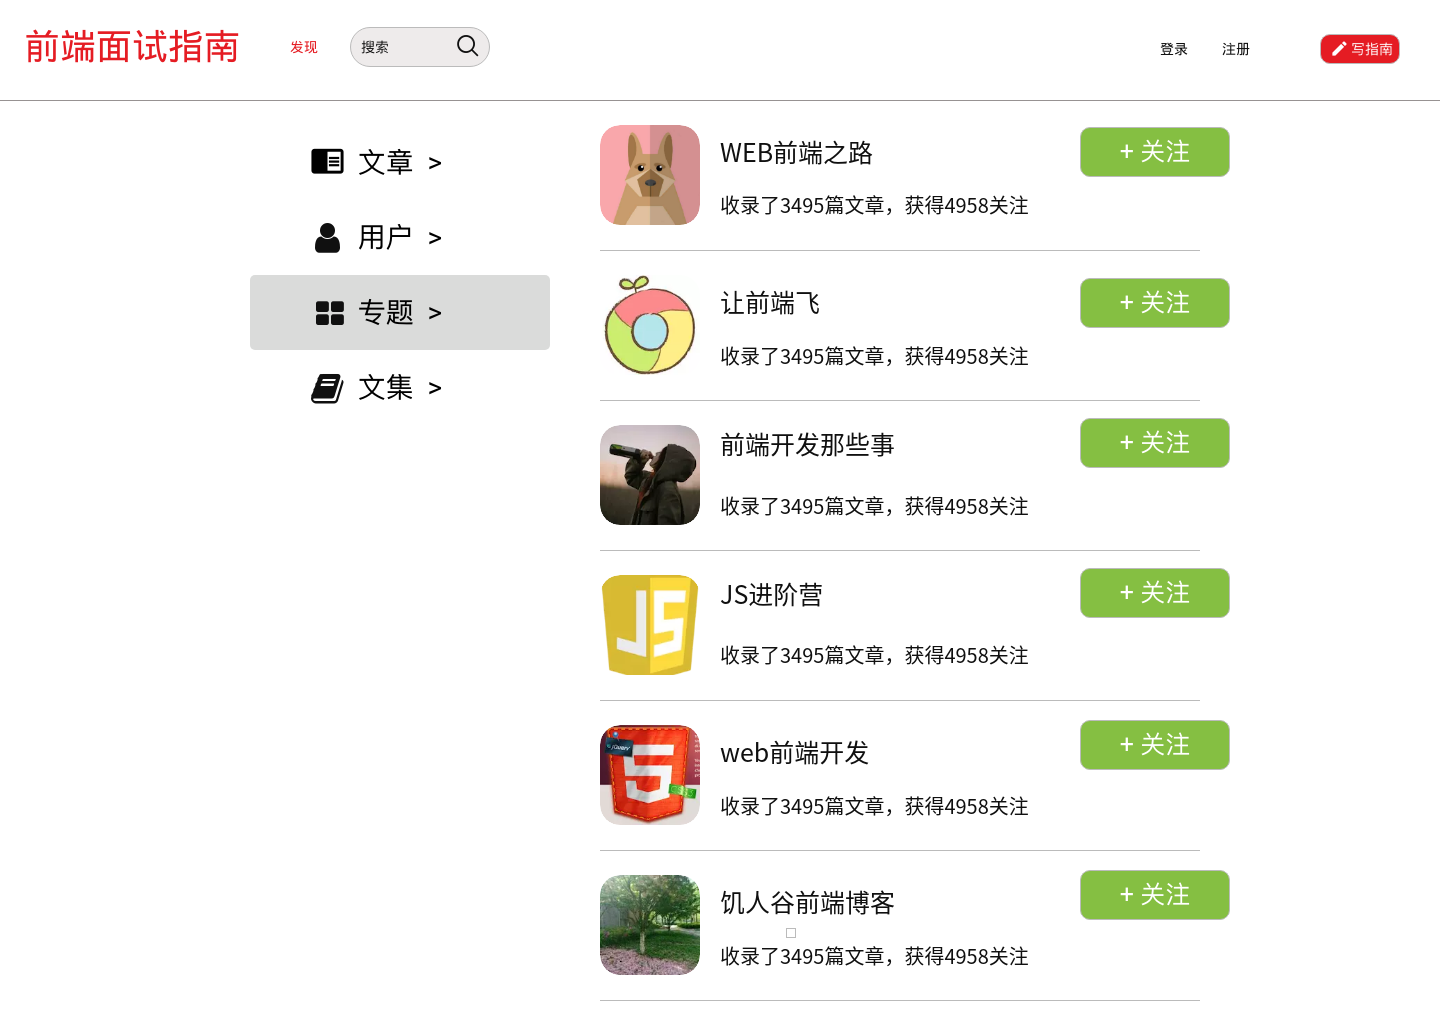 前端面试指南
发现
搜索
登录
注册
写指南
文章 >
用户 >
专题 >
文集 >
WEB前端之路
+ 关注
收录了3495篇文章，获得4958关注
让前端飞
+ 关注
收录了3495篇文章，获得4958关注
前端开发那些事
+ 关注
收录了3495篇文章，获得4958关注
JS
JS进阶营
+ 关注
收录了3495篇文章，获得4958关注
jQuery
5
web前端开发
+ 关注
收录了3495篇文章，获得4958关注
饥人谷前端博客
+ 关注
收录了3495篇文章，获得4958关注